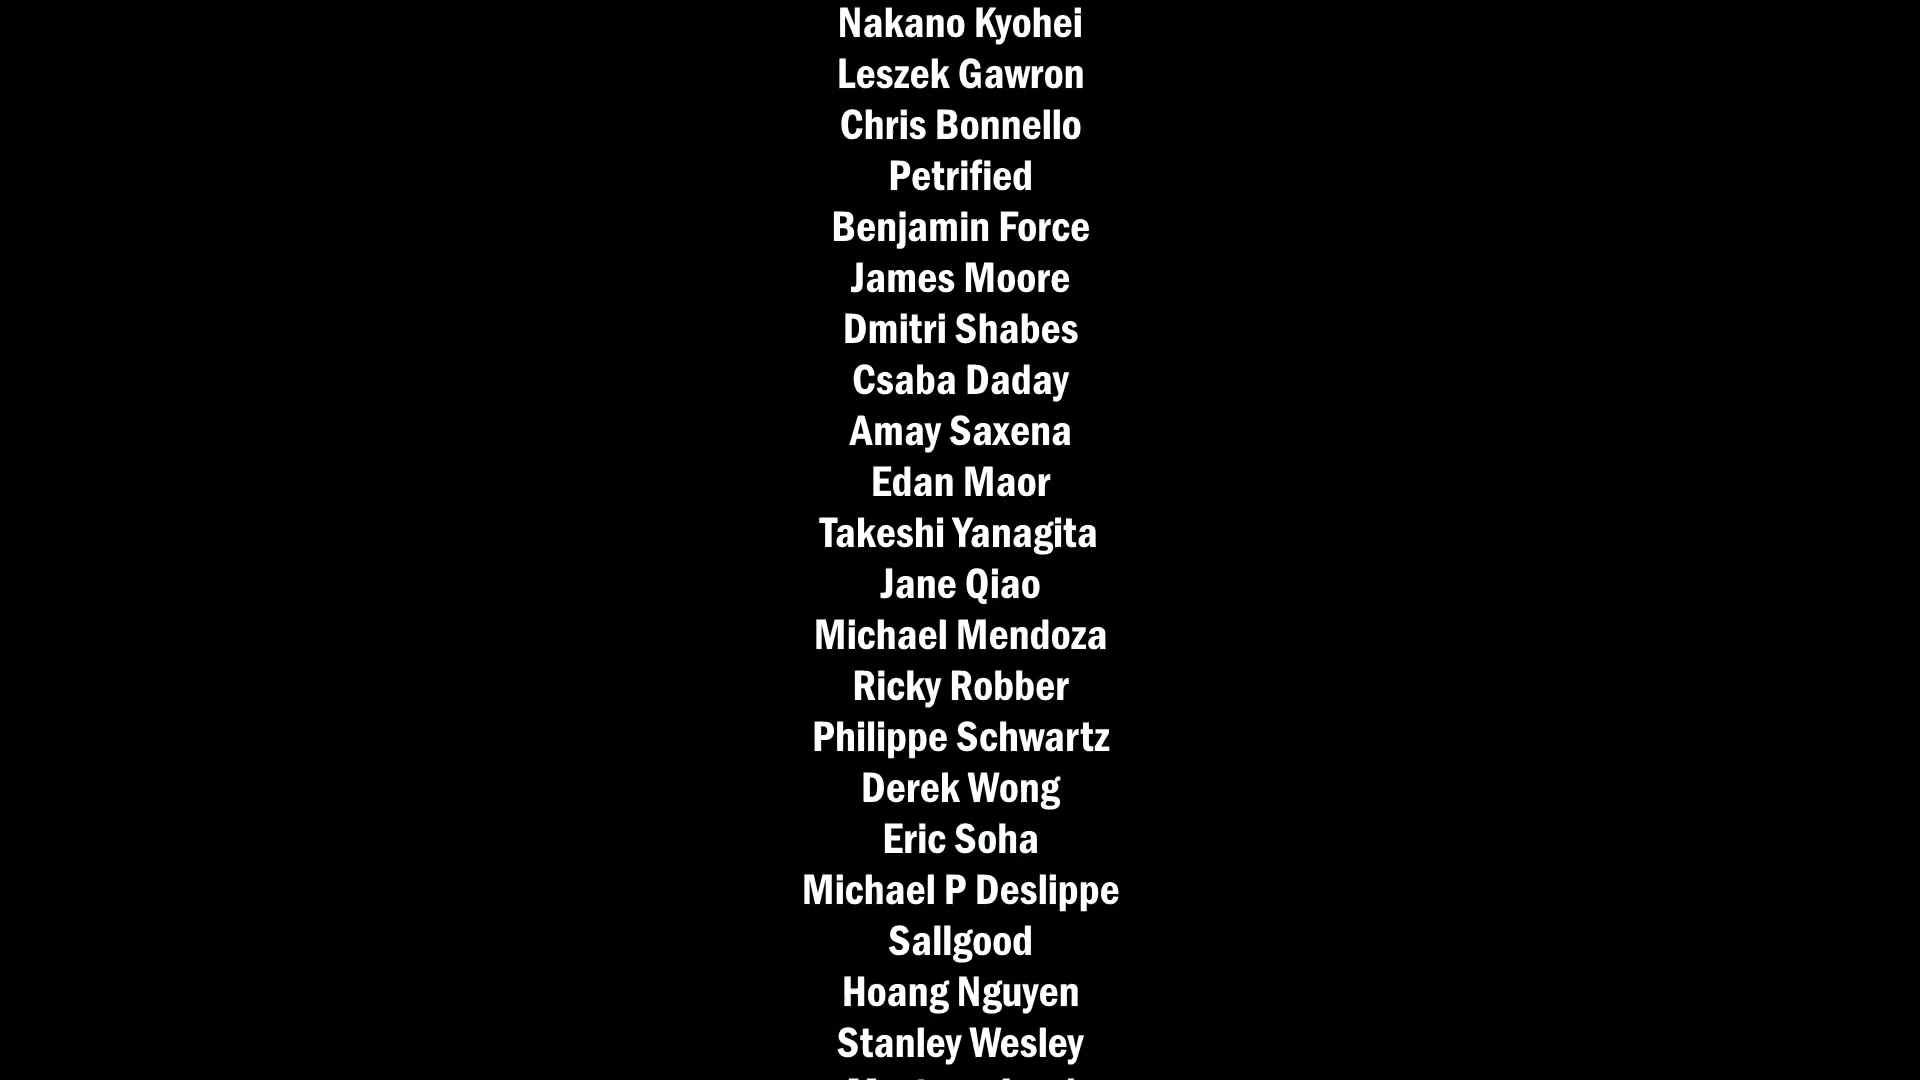 Nakano Kyohei
Leszek Gawron
Chris Bonnello
Petrified
Benjamin Force
James Moore
Dmitri Shabes
Csaba Daday
Amay Saxena
Edan Maor
Takeshi Yanagita
Jane Qiao
Michael Mendoza
Ricky Robber
Philippe Schwartz
Derek Wong
Eric Soha
Michael P Deslippe
Sallgood
Hoang Nguyen
Stanley Wesley